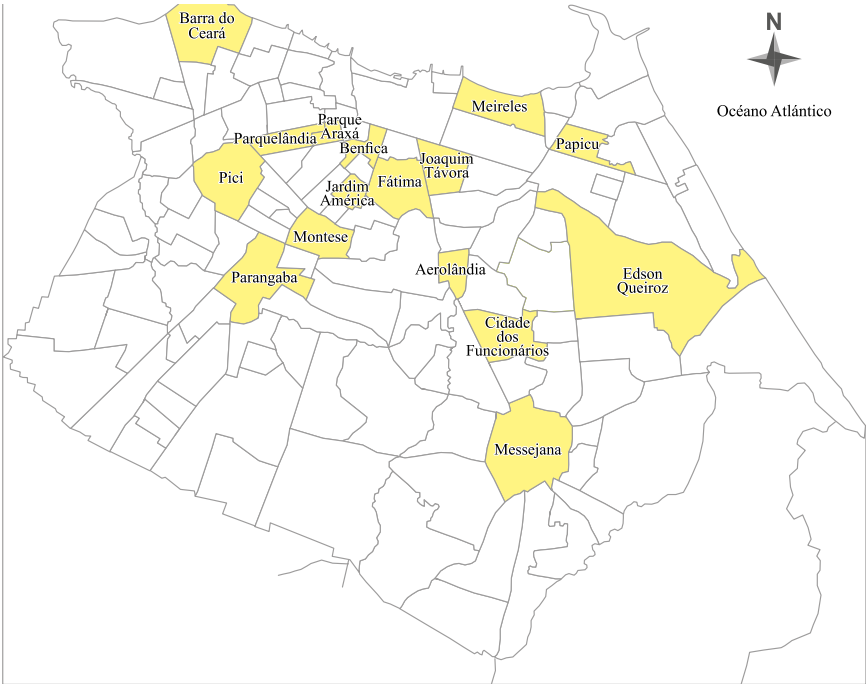 Barra do
Ceará
N
Océano Atlántico
Meireles
Parque
Araxá
Parquelândia
Benfica
Papicu
Joaquim
Távora
Pici
Fátima
Jardim
América
Montese
Aerolândia
Edson
Queiroz
Parangaba
Cidade
dos
Funcionários
Messejana